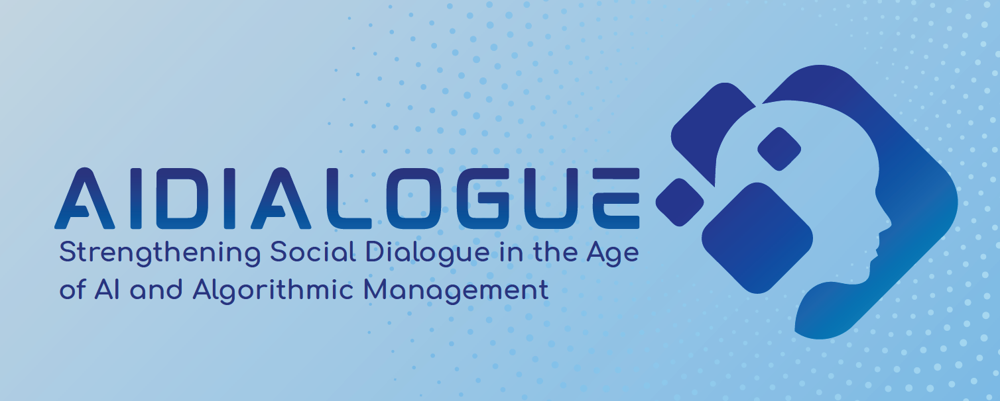 AIDIALOGUE
Strengthening Social Dialogue in the Age
of AI and Algorithmic Management